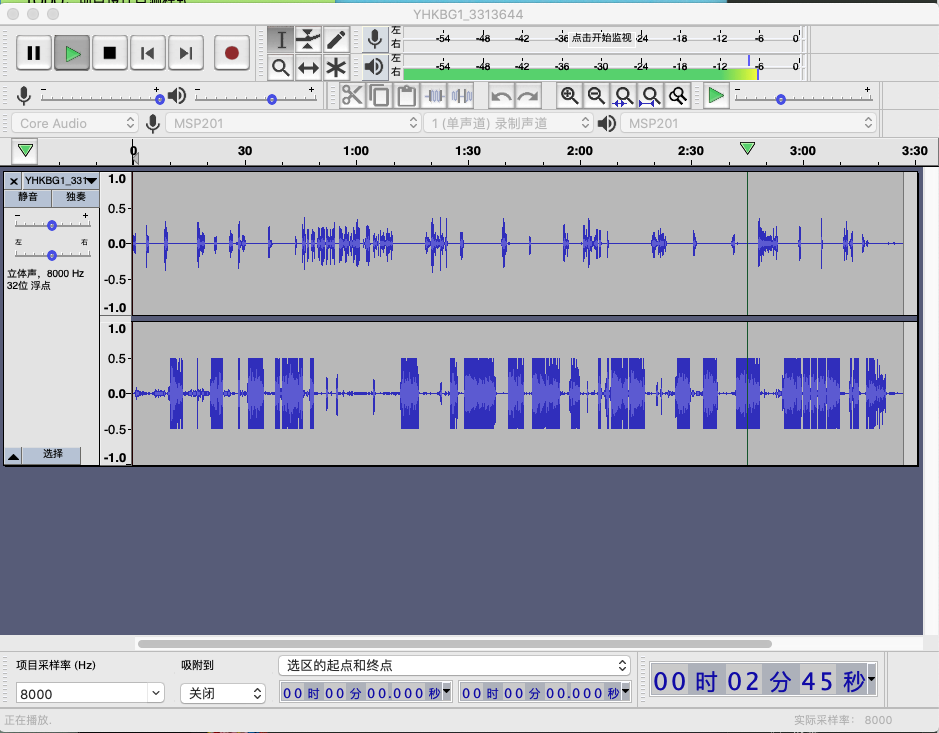 YHKBG1_3313644
左 -54 -48 -42 -36 点击开始监视 -24 -18 -12 -6 0
右
左 -54 -48 -42 -36 -30 -24 -18 -12 -6 0
右
Core Audio MSP201 1 (单声道) 录制声道 MSP201
0 30 1:00 1:30 2:00 2:30 3:00 3:30
YHKBG1_331
静音 独奏
- +
左 右
立体声, 8000 Hz
32位 浮点
1.0
0.5
0.0
-0.5
-1.0
1.0
0.5
0.0
-0.5
-1.0
选择
项目采样率 (Hz) 吸附到 选区的起点和终点
8000 关闭 00 时 00 分 00.000 秒 00 时 00 分 00.000 秒
00 时 02 分 45 秒
正在播放. 实际采样率: 8000